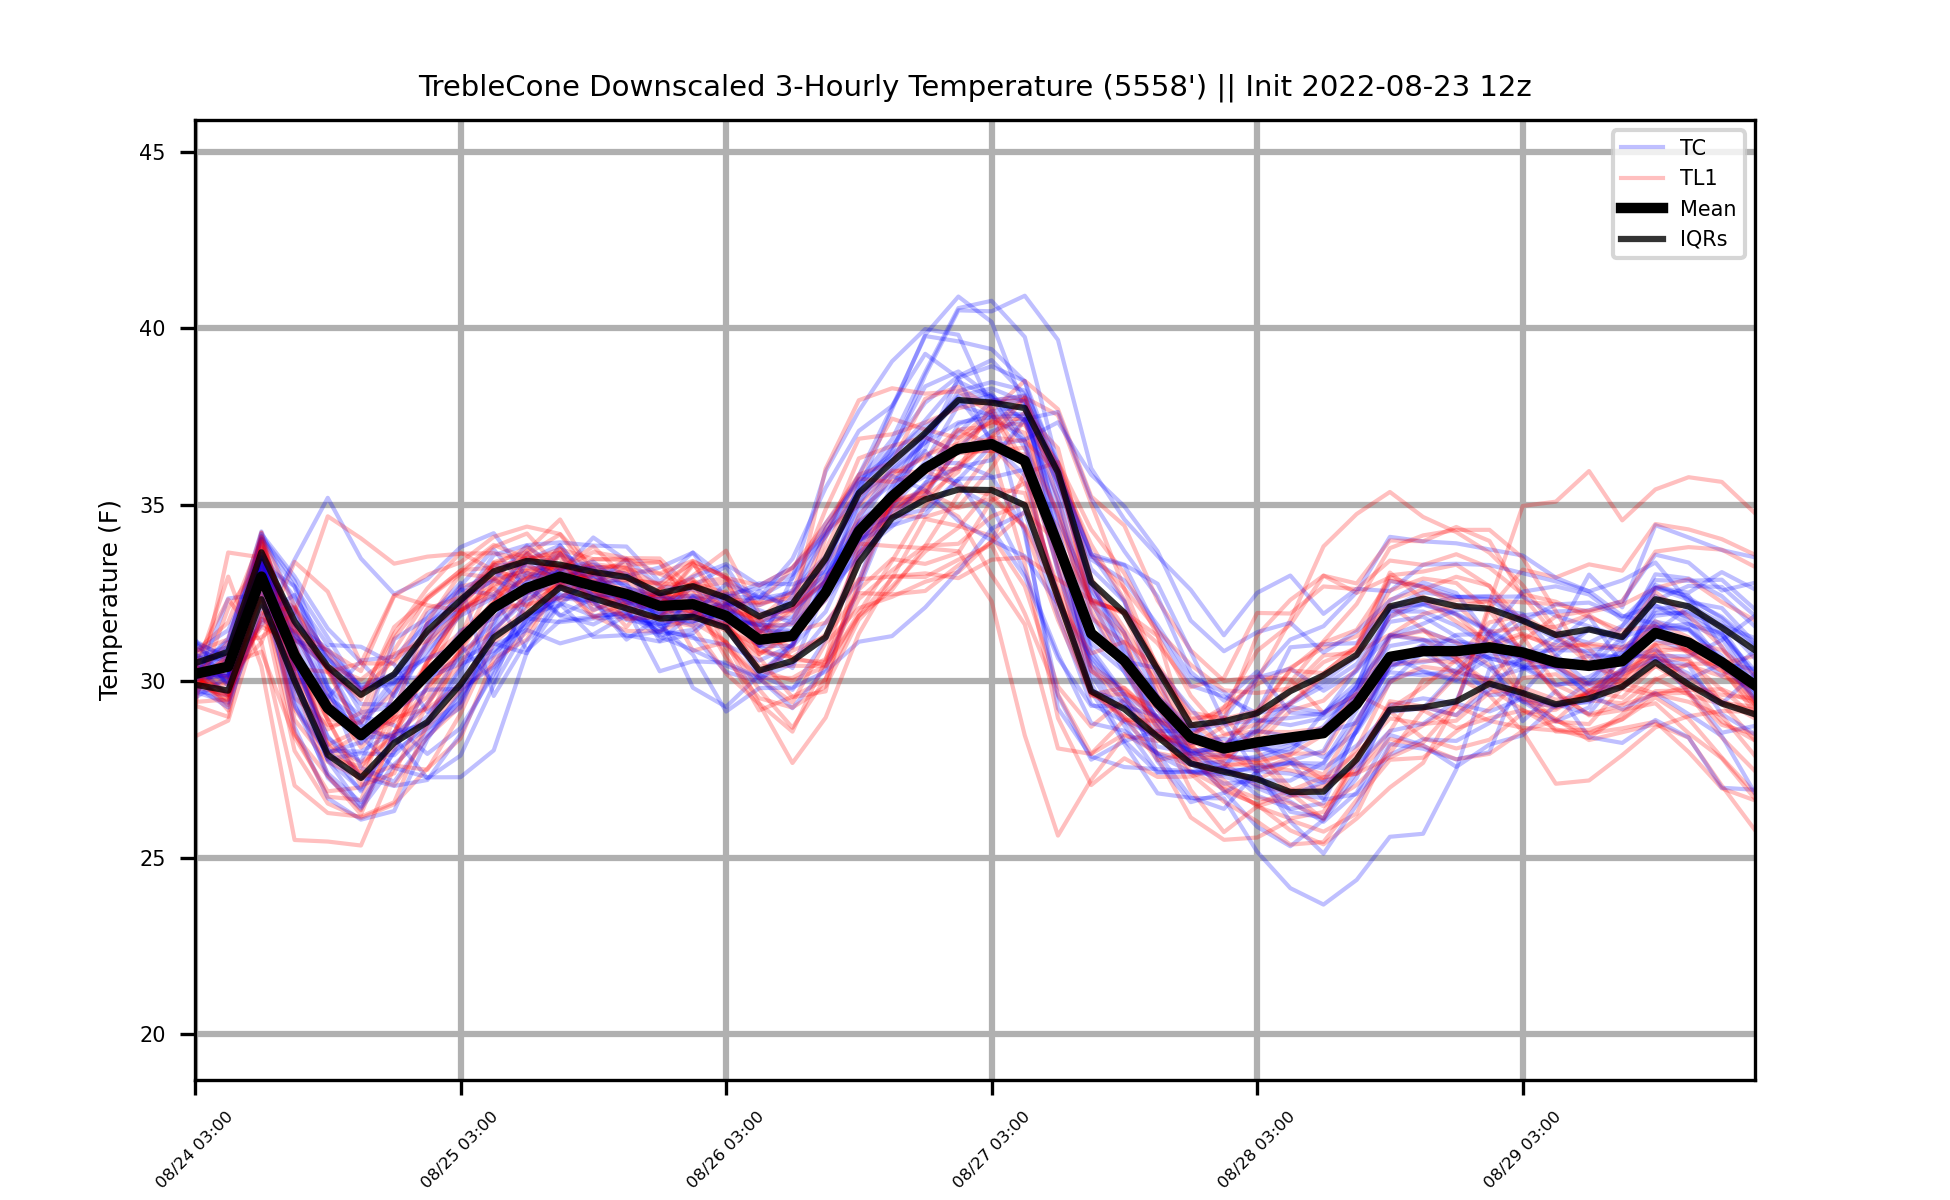 TrebleCone Downscaled 3-Hourly Temperature (5558') || Init 2022-08-23 12z
TC
TL1
Mean
IQRs
Temperature (F)
45
40
35
30
25
20
08/24 03:00
08/25 03:00
08/26 03:00
08/27 03:00
08/28 03:00
08/29 03:00